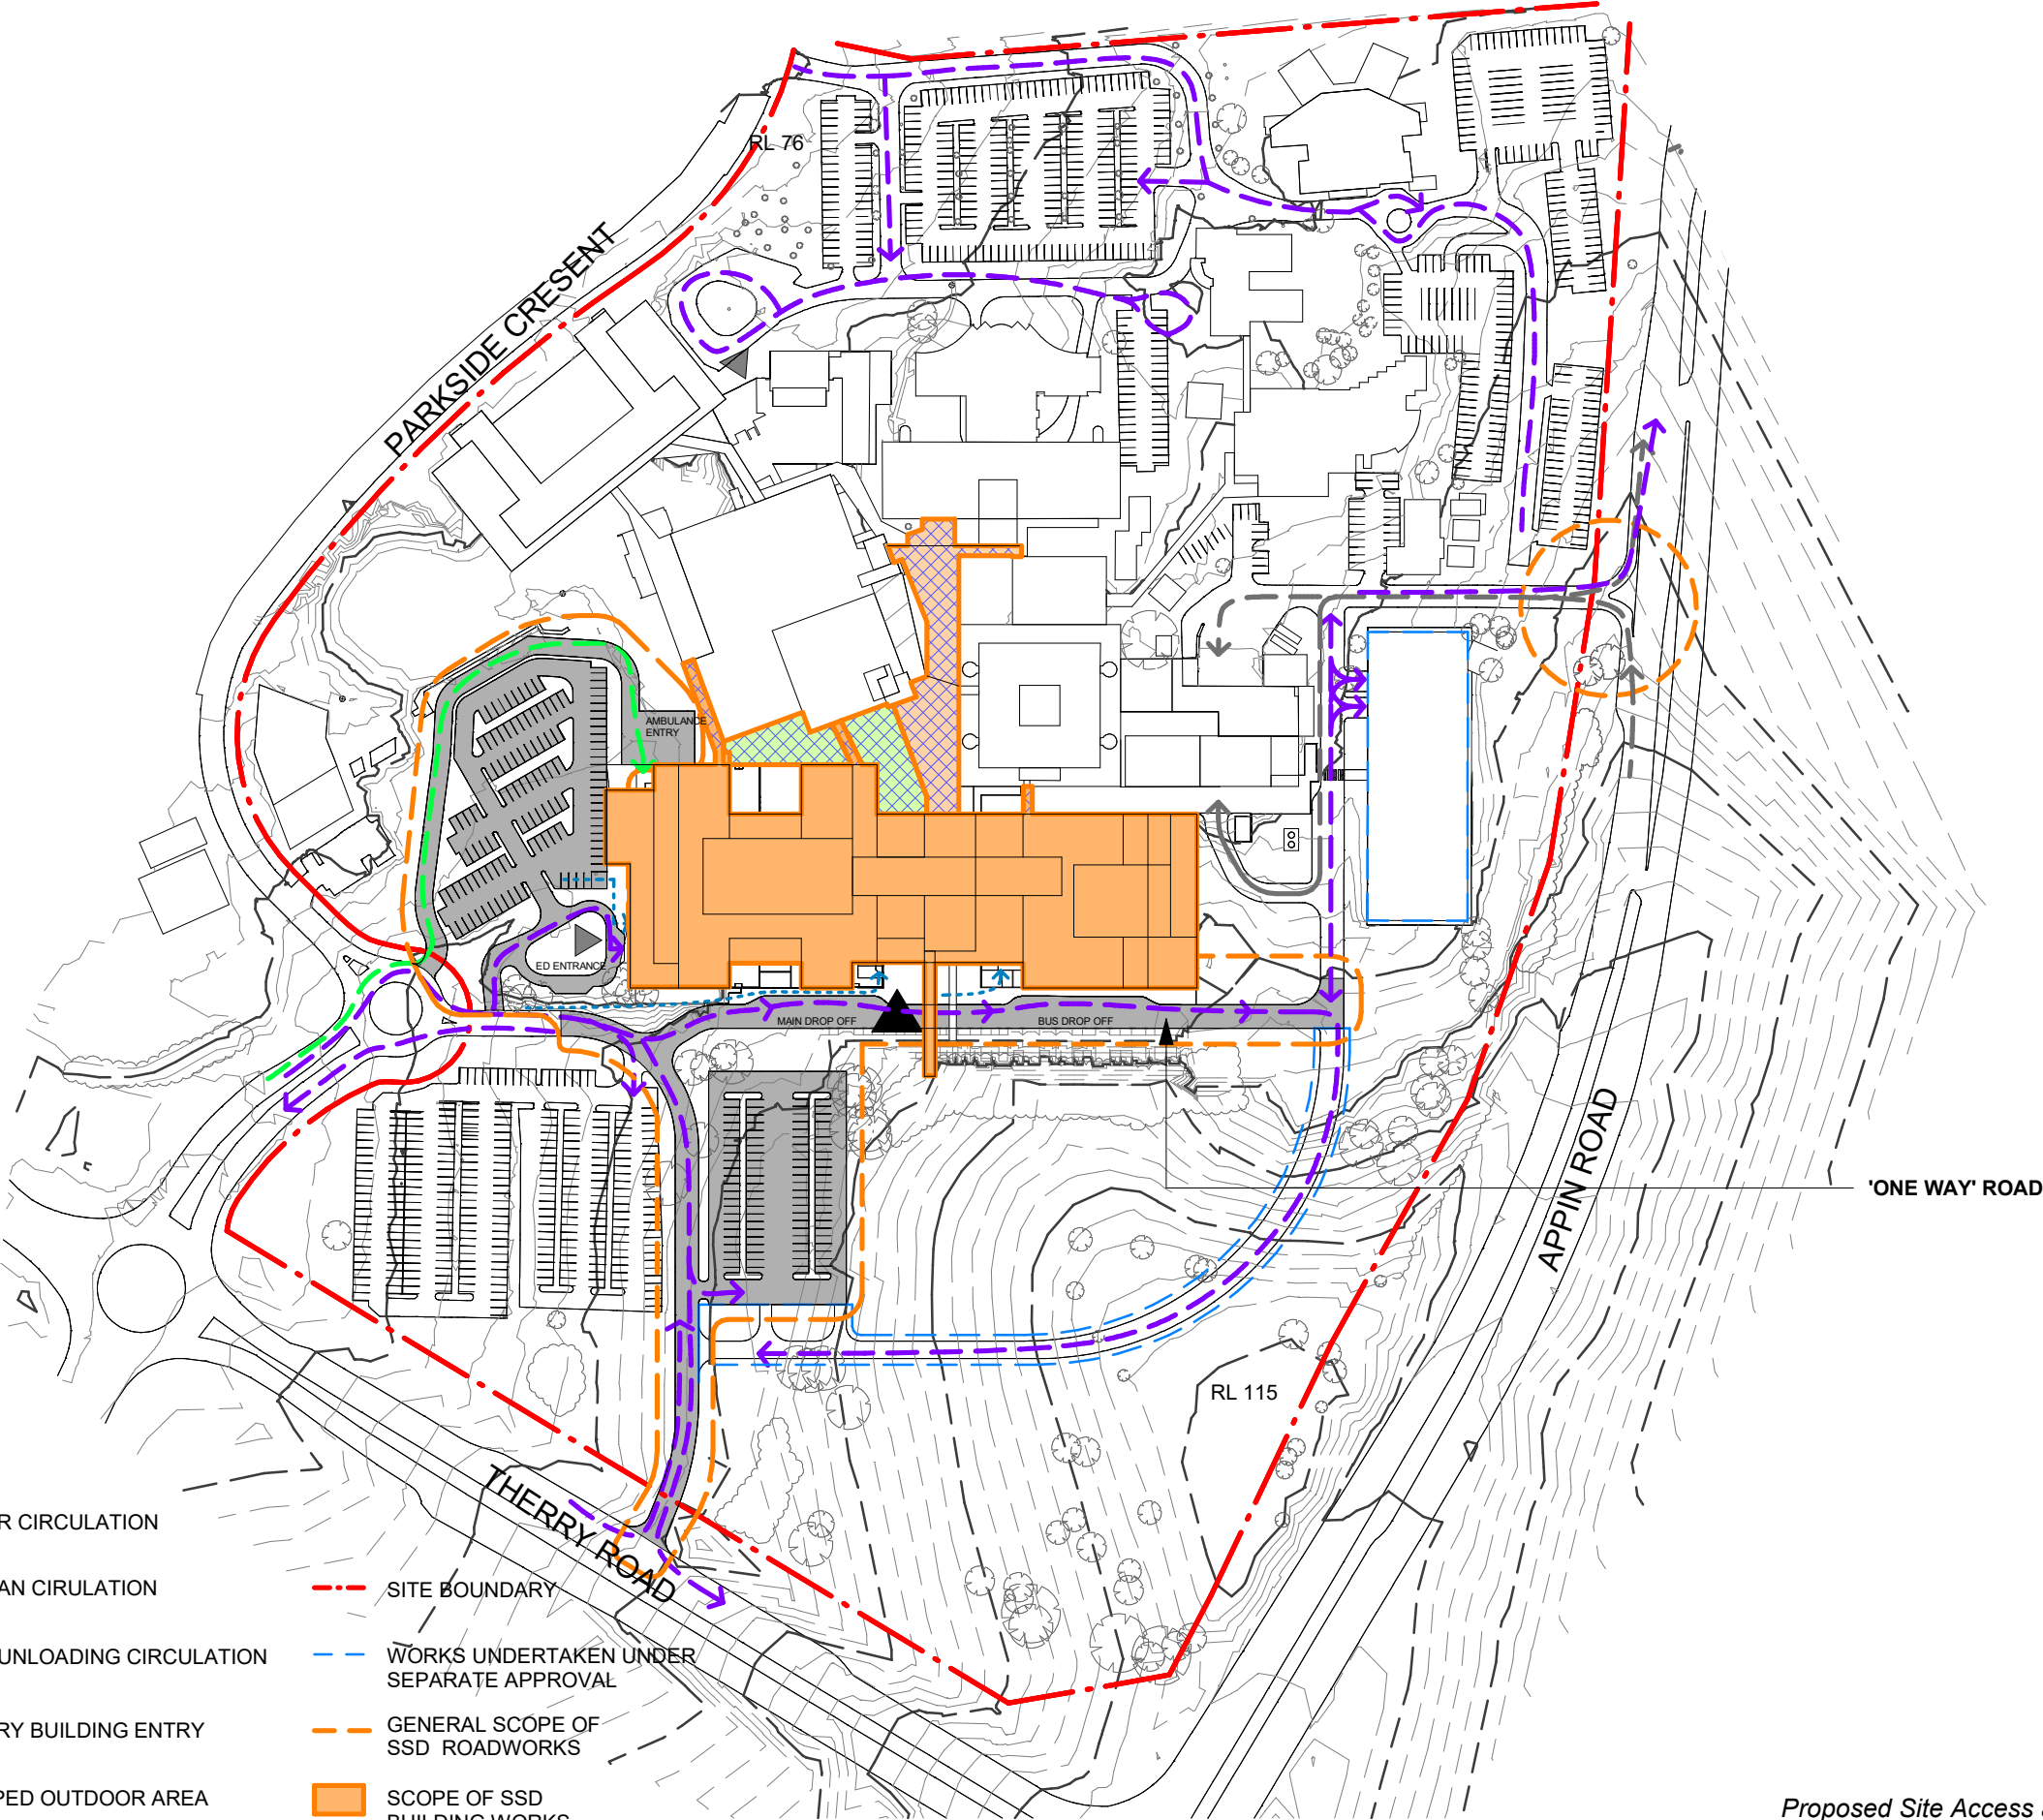 RL 76
PARKSIDE CRESENT
AMBULANCE
ENTRY
ED ENTRANCE
MAIN DROP OFF
BUS DROP OFF
'ONE WAY' ROAD
APPIN ROAD
RL 115
THERRY ROAD
R CIRCULATION
AN CIRULATION
SITE BOUNDARY
UNLOADING CIRCULATION
WORKS UNDERTAKEN UNDER
SEPARATE APPROVAL
RY BUILDING ENTRY
GENERAL SCOPE OF
SSD ROADWORKS
PED OUTDOOR AREA
SCOPE OF SSD
BUILDING WORKS
Proposed Site Access